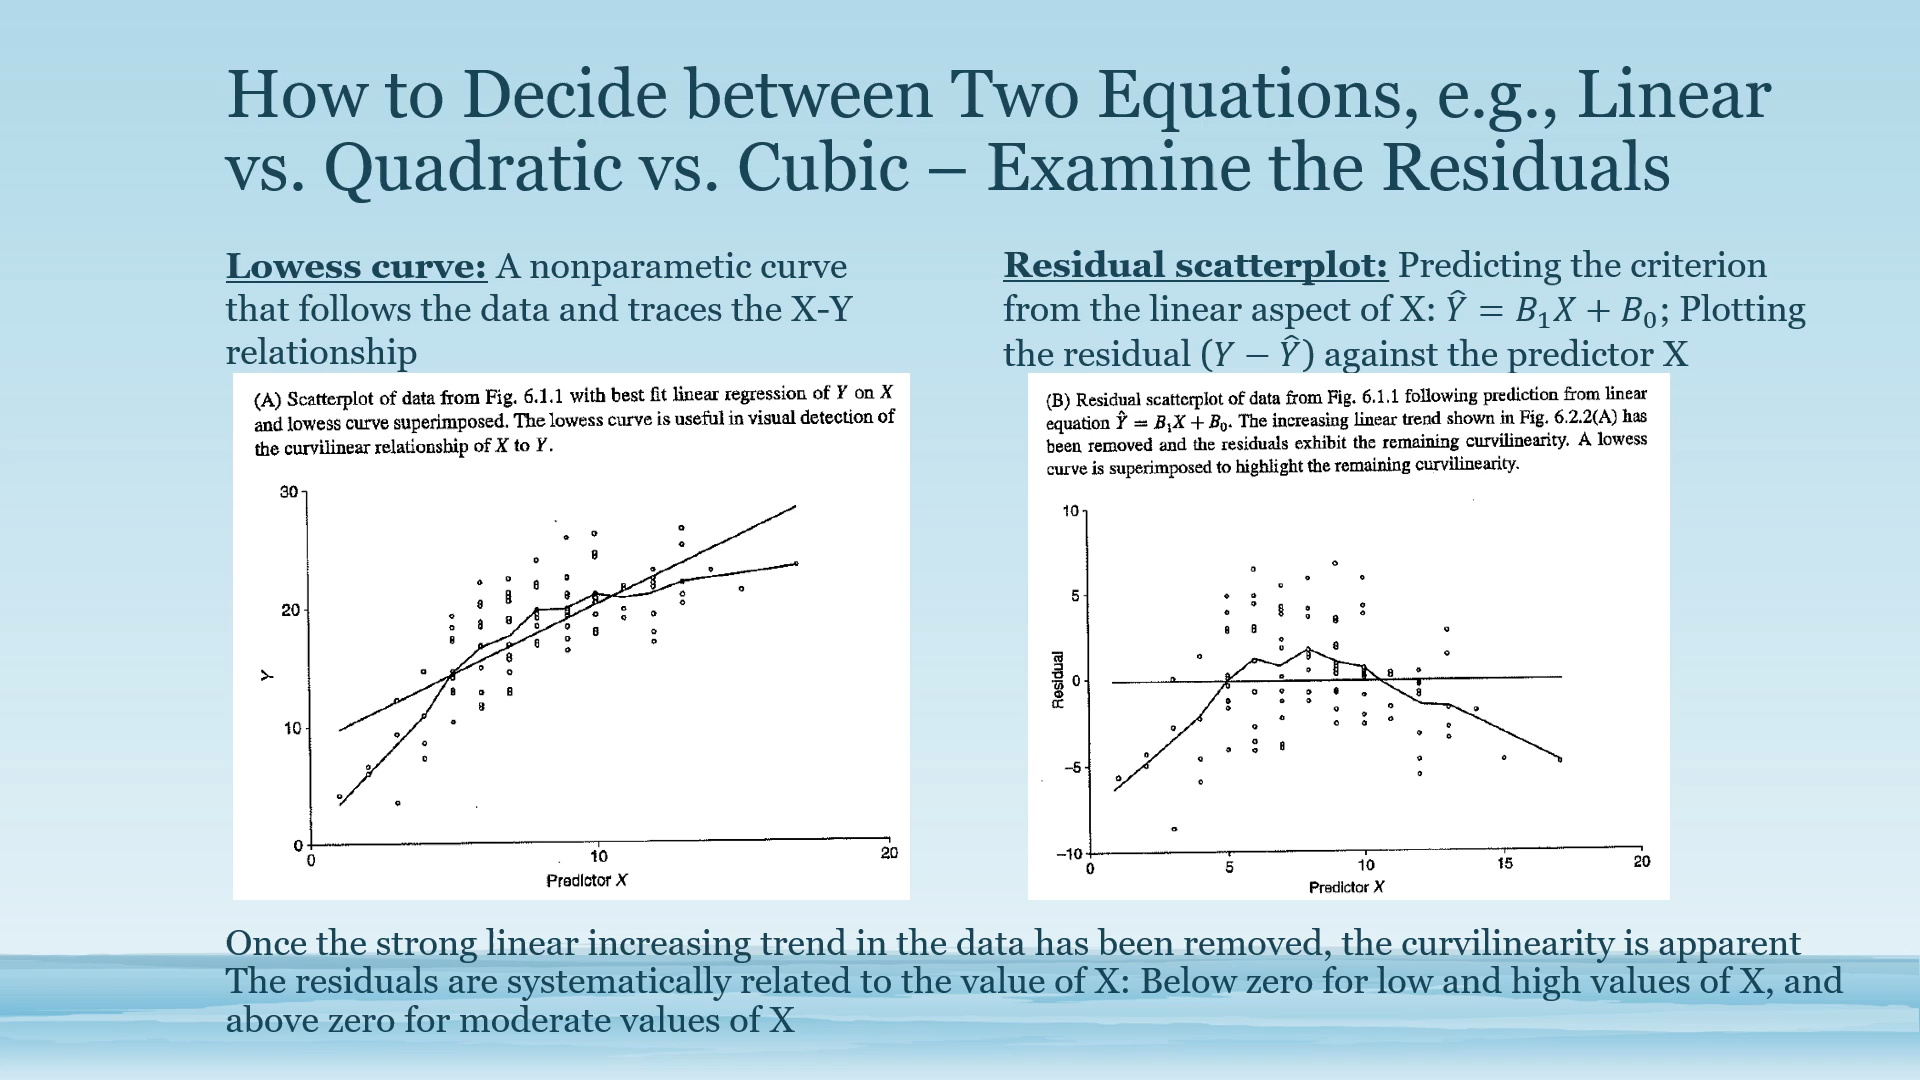 How to Decide between Two Equations, e.g., Linear
vs. Quadratic vs. Cubic – Examine the Residuals
Lowess curve: A nonparametic curve
that follows the data and traces the X-Y
relationship
Residual scatterplot: Predicting the criterion
from the linear aspect of X: Ŷ = B₁X + B₀; Plotting
the residual (Y − Ŷ) against the predictor X
(A) Scatterplot of data from Fig. 6.1.1 with best fit linear regression of Y on X
and lowess curve superimposed. The lowess curve is useful in visual detection of
the curvilinear relationship of X to Y.
30
20
10
0
Y
0
10
20
Predictor X
(B) Residual scatterplot of data from Fig. 6.1.1 following prediction from linear
equation Ŷ = B₁X + B₀. The increasing linear trend shown in Fig. 6.2.2(A) has
been removed and the residuals exhibit the remaining curvilinearity. A lowess
curve is superimposed to highlight the remaining curvilinearity.
10
5
0
–5
–10
Residual
0
5
10
15
20
Predictor X
Once the strong linear increasing trend in the data has been removed, the curvilinearity is apparent
The residuals are systematically related to the value of X: Below zero for low and high values of X, and
above zero for moderate values of X